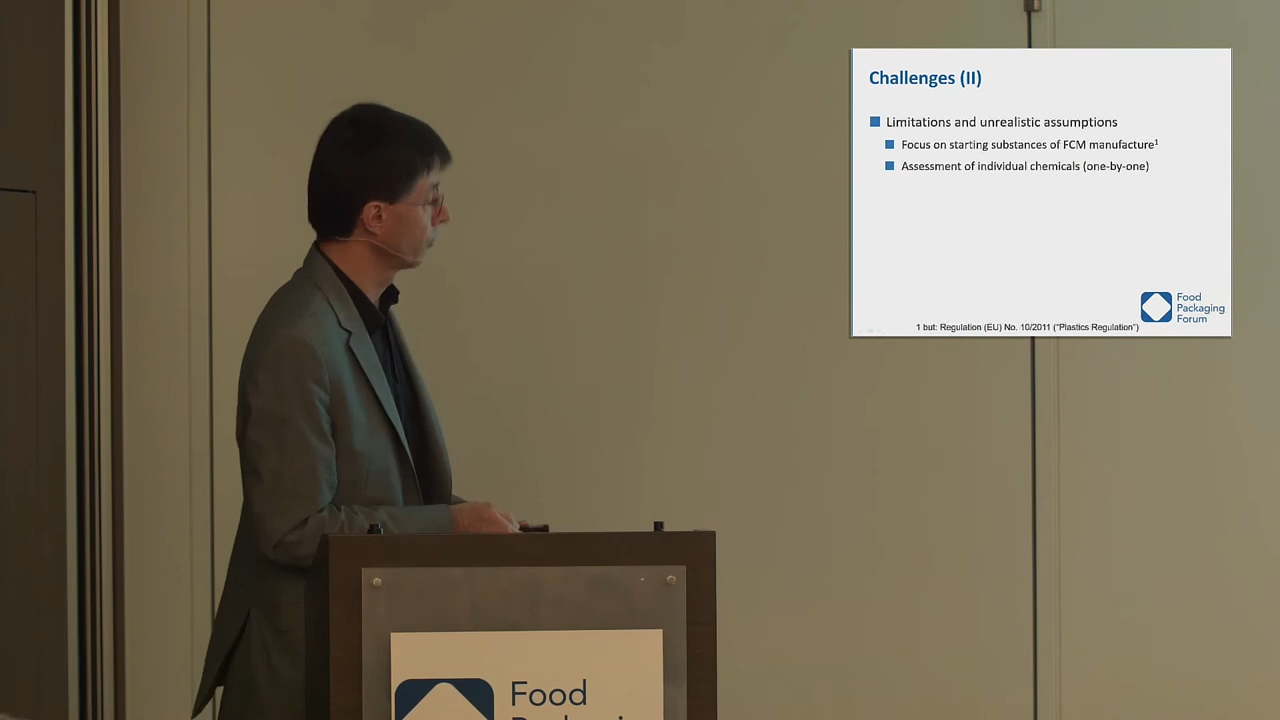 Challenges (II)
Limitations and unrealistic assumptions
Focus on starting substances of FCM manufacture¹
Assessment of individual chemicals (one-by-one)
Food
Packaging
Forum
1 but: Regulation (EU) No. 10/2011 ("Plastics Regulation")
Food